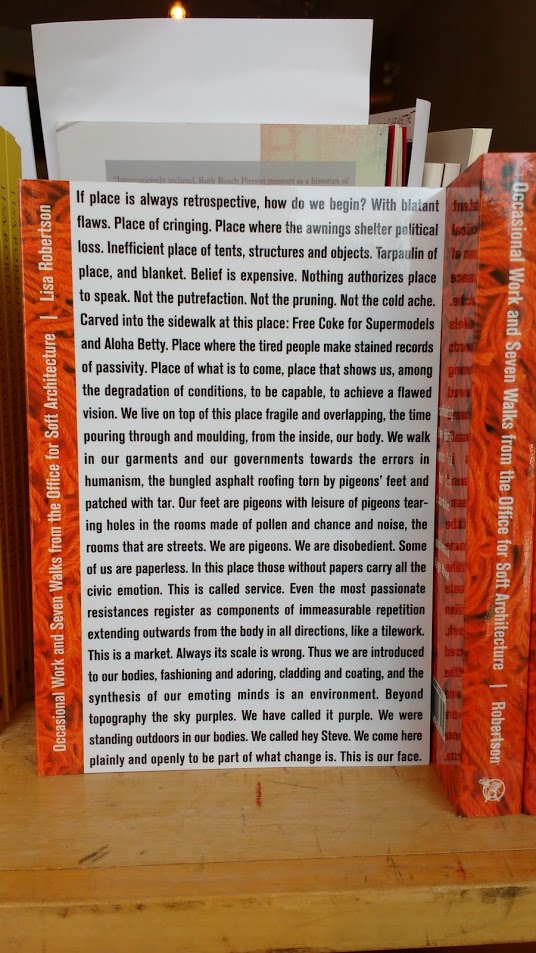 'Interrogatively inclined, Ruth Roach Pierson presents as a historian of
If place is always retrospective, how do we begin? With blatant
flaws. Place of cringing. Place where the awnings shelter political
loss. Inefficient place of tents, structures and objects. Tarpaulin of
place, and blanket. Belief is expensive. Nothing authorizes place
to speak. Not the putrefaction. Not the pruning. Not the cold ache.
Carved into the sidewalk at this place: Free Coke for Supermodels
and Aloha Betty. Place where the tired people make stained records
of passivity. Place of what is to come, place that shows us, among
the degradation of conditions, to be capable, to achieve a flawed
vision. We live on top of this place fragile and overlapping, the time
pouring through and moulding, from the inside, our body. We walk
in our garments and our governments towards the errors in
humanism, the bungled asphalt roofing torn by pigeons' feet and
patched with tar. Our feet are pigeons with leisure of pigeons tear-
ing holes in the rooms made of pollen and chance and noise, the
rooms that are streets. We are pigeons. We are disobedient. Some
of us are paperless. In this place those without papers carry all the
civic emotion. This is called service. Even the most passionate
resistances register as components of immeasurable repetition
extending outwards from the body in all directions, like a tilework.
This is a market. Always its scale is wrong. Thus we are introduced
to our bodies, fashioning and adoring, cladding and coating, and the
synthesis of our emoting minds is an environment. Beyond
topography the sky purples. We have called it purple. We were
standing outdoors in our bodies. We called hey Steve. We come here
plainly and openly to be part of what change is. This is our face.
Occasional Work and Seven Walks from the Office for Soft Architecture | Lisa Robertson
Occasional Work and Seven Walks from the Office for Soft Architecture | Robertson